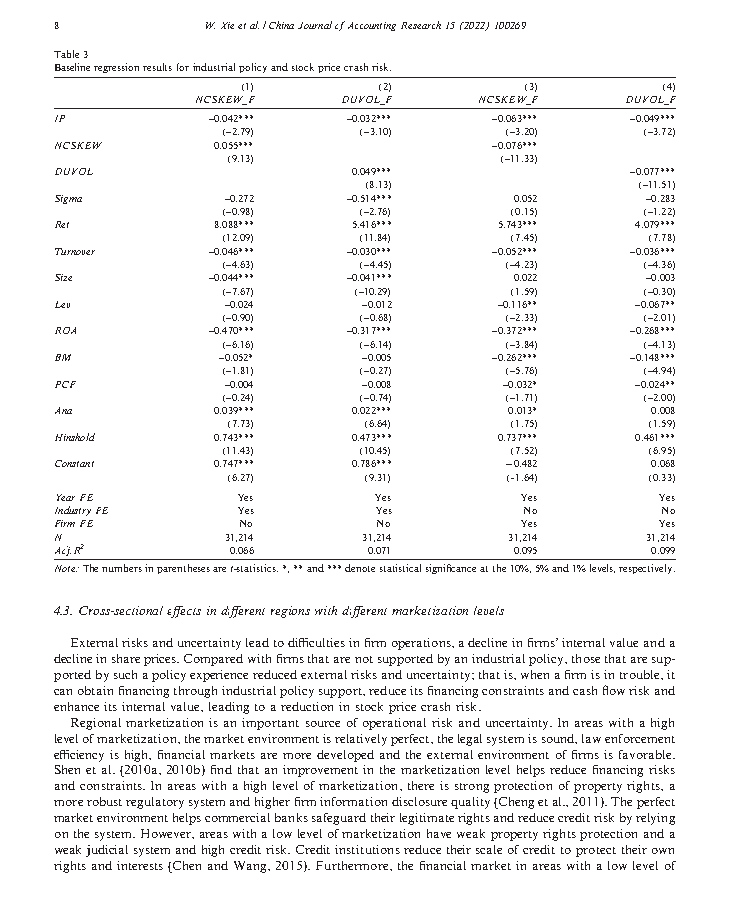 8 W. Xie et al. / China Journal of Accounting Research 15 (2022) 100269
Table 3
Baseline regression results for industrial policy and stock price crash risk.
(1) (2) (3) (4)
NCSKEW_F DUVOL_F NCSKEW_F DUVOL_F
IP −0.042*** −0.032*** −0.063*** −0.049***
(−2.79) (−3.10) (−3.20) (−3.72)
NCSKEW 0.055*** −0.076***
(9.13) (−11.33)
DUVOL 0.049*** −0.077***
(8.13) (−11.51)
Sigma −0.272 −0.514*** 0.052 −0.283
(−0.98) (−2.76) (0.15) (−1.22)
Ret 8.088*** 5.416*** 5.743*** 4.079***
(12.09) (11.84) (7.45) (7.78)
Turnover −0.046*** −0.030*** −0.052*** −0.036***
(−4.63) (−4.45) (−4.23) (−4.36)
Size −0.044*** −0.041*** 0.022 −0.003
(−7.67) (−10.29) (1.59) (−0.30)
Lev −0.024 −0.012 −0.116** −0.067**
(−0.90) (−0.68) (−2.33) (−2.01)
ROA −0.470*** −0.317*** −0.372*** −0.268***
(−6.16) (−6.14) (−3.84) (−4.13)
BM −0.052* −0.005 −0.262*** −0.148***
(−1.81) (−0.27) (−5.76) (−4.94)
PCF −0.004 −0.008 −0.032* −0.024**
(−0.24) (−0.74) (−1.71) (−2.00)
Ana 0.039*** 0.022*** 0.013* 0.008
(7.73) (6.64) (1.75) (1.59)
Hinshold 0.743*** 0.473*** 0.737*** 0.461***
(11.43) (10.45) (7.52) (6.95)
Constant 0.747*** 0.786*** −0.482 0.068
(6.27) (9.31) (-1.64) (0.33)
Year FE Yes Yes Yes Yes
Industry FE Yes Yes No No
Firm FE No No Yes Yes
N 31,214 31,214 31,214 31,214
Adj. R² 0.066 0.071 0.095 0.099
Note: The numbers in parentheses are t-statistics. *, ** and *** denote statistical significance at the 10%, 5% and 1% levels, respectively.
4.3. Cross-sectional effects in different regions with different marketization levels
External risks and uncertainty lead to difficulties in firm operations, a decline in firms' internal value and a
decline in share prices. Compared with firms that are not supported by an industrial policy, those that are sup-
ported by such a policy experience reduced external risks and uncertainty; that is, when a firm is in trouble, it
can obtain financing through industrial policy support, reduce its financing constraints and cash flow risk and
enhance its internal value, leading to a reduction in stock price crash risk.
Regional marketization is an important source of operational risk and uncertainty. In areas with a high
level of marketization, the market environment is relatively perfect, the legal system is sound, law enforcement
efficiency is high, financial markets are more developed and the external environment of firms is favorable.
Shen et al. (2010a, 2010b) find that an improvement in the marketization level helps reduce financing risks
and constraints. In areas with a high level of marketization, there is strong protection of property rights, a
more robust regulatory system and higher firm information disclosure quality (Cheng et al., 2011). The perfect
market environment helps commercial banks safeguard their legitimate rights and reduce credit risk by relying
on the system. However, areas with a low level of marketization have weak property rights protection and a
weak judicial system and high credit risk. Credit institutions reduce their scale of credit to protect their own
rights and interests (Chen and Wang, 2015). Furthermore, the financial market in areas with a low level of